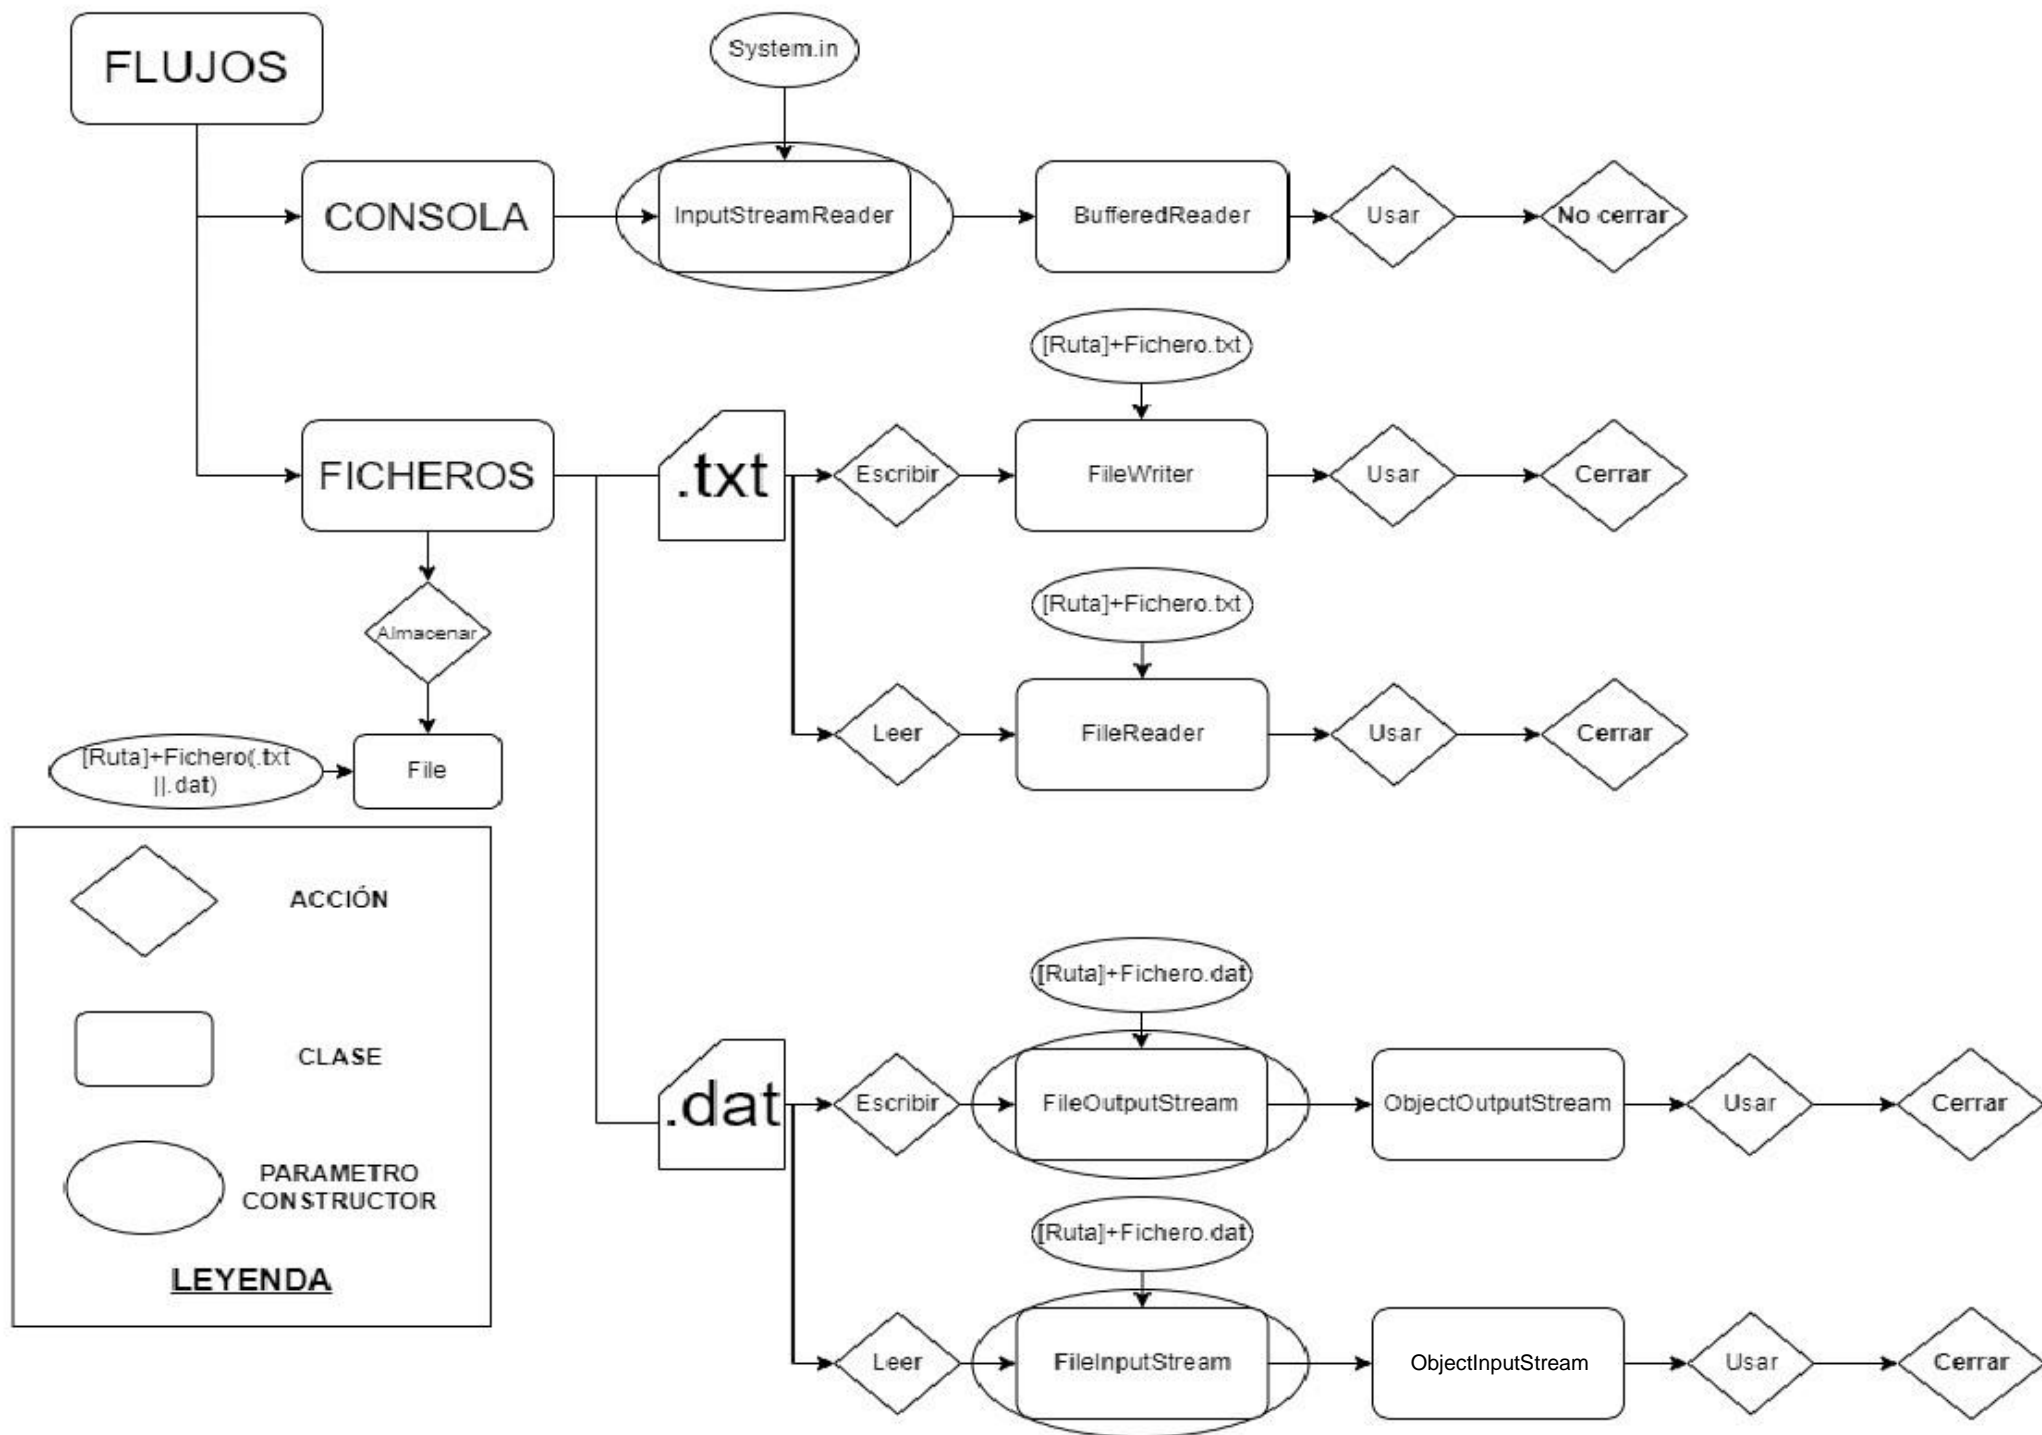 FLUJOS
System.in
CONSOLA
InputStreamReader
BufferedReader
Usar
No cerrar
[Ruta]+Fichero.txt
FICHEROS
.txt
Escribir
FileWriter
Usar
Cerrar
[Ruta]+Fichero.txt
Almacenar
Leer
FileReader
Usar
Cerrar
[Ruta]+Fichero(.txt
||.dat)
File
ACCIÓN
CLASE
PARAMETRO
CONSTRUCTOR
LEYENDA
[Ruta]+Fichero.dat
.dat
Escribir
FileOutputStream
ObjectOutputStream
Usar
Cerrar
[Ruta]+Fichero.dat
Leer
FileInputStream
ObjectInputStream
Usar
Cerrar